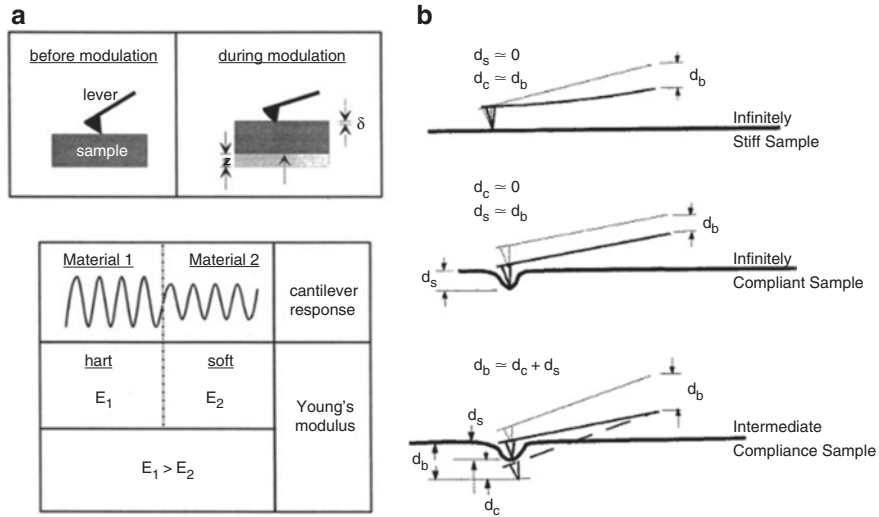 a
before modulation
during modulation
lever
sample
δ
z
Material 1
Material 2
cantilever
response
hart
soft
E1
E2
Young's
modulus
E1 > E2
b
ds ≃ 0
dc ≃ db
db
Infinitely
Stiff Sample
dc ≃ 0
ds ≃ db
db
ds
Infinitely
Compliant Sample
db ≃ dc + ds
db
ds
db
dc
Intermediate
Compliance Sample